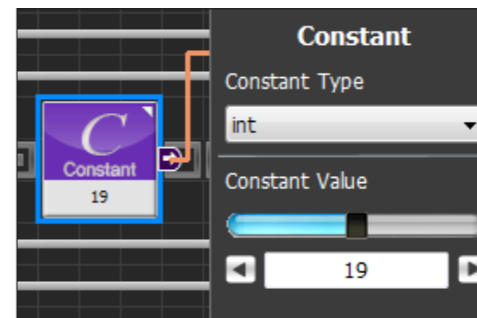 C
Constant
19
Constant
Constant Type
int
Constant Value
19